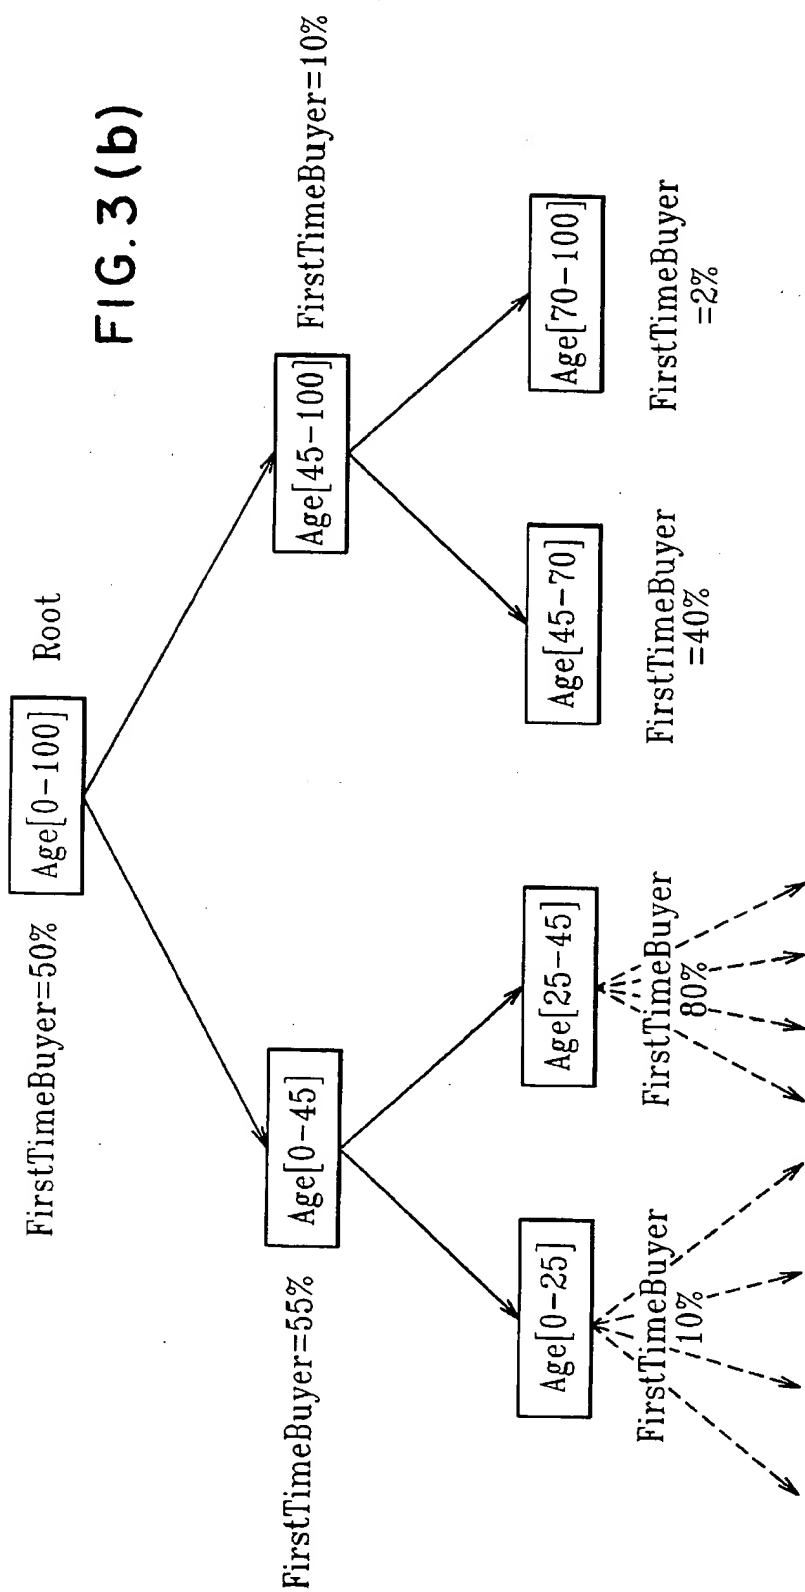 FIG. 3 (b)
FirstTimeBuyer=50%
Age[0-100]
Root
FirstTimeBuyer=55%
Age[0-45]
Age[45-100]
FirstTimeBuyer=10%
Age[0-25]
Age[25-45]
Age[45-70]
Age[70-100]
FirstTimeBuyer
10%
FirstTimeBuyer
80%
FirstTimeBuyer
=40%
FirstTimeBuyer
=2%